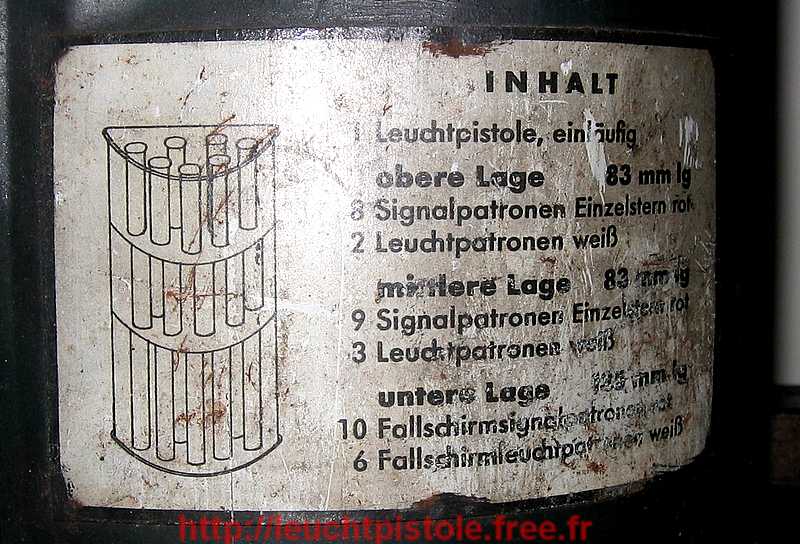 INHALT
1 Leuchtpistole, einläufig
obere Lage 83 mm lg
8 Signalpatronen Einzelstern rot
2 Leuchtpatronen weiß
mittlere Lage 83 mm lg
9 Signalpatronen Einzelstern rot
3 Leuchtpatronen weiß
untere Lage mm lg
10 Fallschirmsignalpatronen rot
6 Fallschirmleuchtpatronen weiß
http://leuchtpistole.free.fr